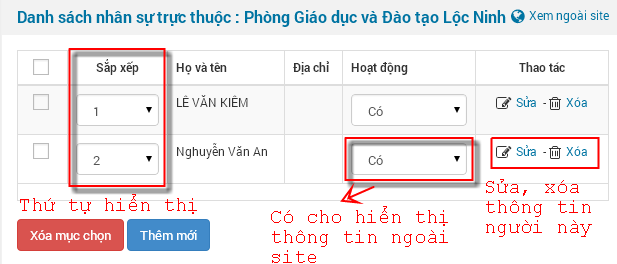 Danh sách nhân sự trực thuộc : Phòng Giáo dục và Đào tạo Lộc Ninh Xem ngoài site
Sắp xếp Họ và tên Địa chỉ Hoạt động Thao tác
1 LÊ VĂN KIÊM Có Sửa - Xóa
2 Nghuyễn Văn An Có Sửa - Xóa
Thứ tự hiển thị
Có cho hiển thị
thông tin ngoài
site
Sửa, xóa
thông tin
người này
Xóa mục chọn Thêm mới